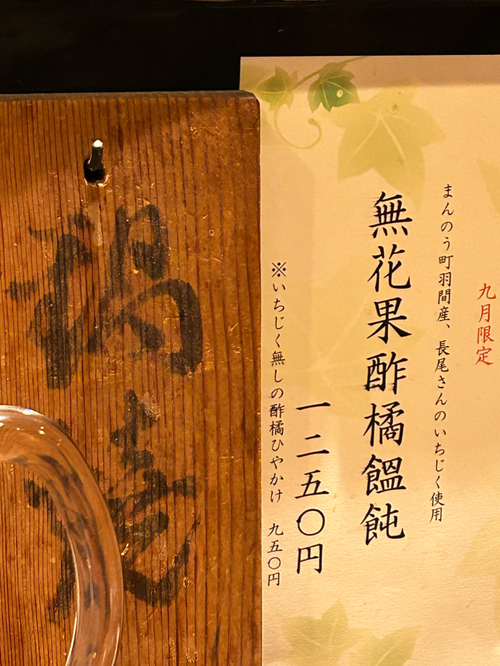 九月限定
まんのう町羽間産、長尾さんのいちじく使用
無花果酢橘饂飩
一二五〇円
※いちじく無しの酢橘ひやかけ 九五〇円
鍋焼